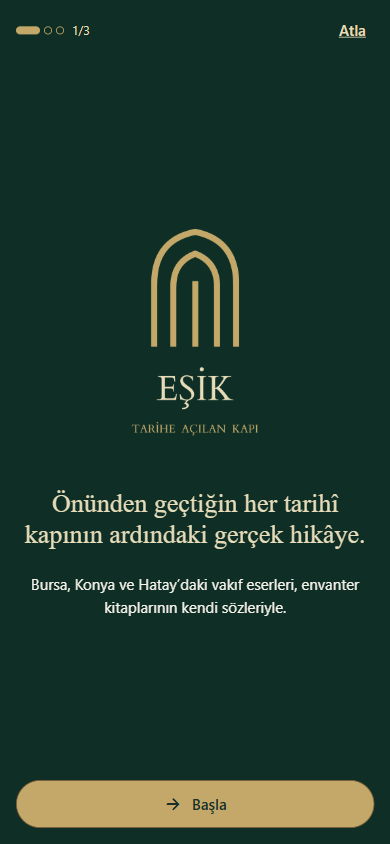 1/3
Atla
EŞİK
TARİHE AÇILAN KAPI
Önünden geçtiğin her tarihî
kapının ardındaki gerçek hikâye.
Bursa, Konya ve Hatay’daki vakıf eserleri, envanter
kitaplarının kendi sözleriyle.
Başla